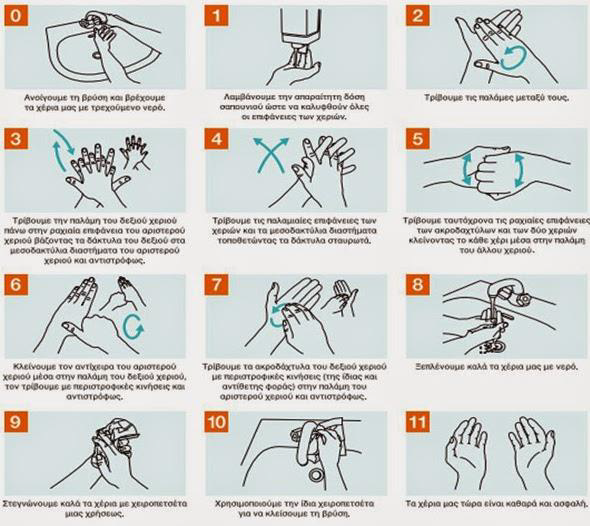 0
Ανοίγουμε τη βρύση και βρέχουμε
τα χέρια μας με τρεχούμενο νερό.
1
Λαμβάνουμε την απαραίτητη δόση
σαπουνιού ώστε να καλυφθούν όλες
οι επιφάνειες των χεριών.
2
Τρίβουμε τις παλάμες μεταξύ τους.
3
Τρίβουμε την παλάμη του δεξιού χεριού
πάνω στην ραχιαία επιφάνεια του αριστερού
χεριού βάζοντας τα δάκτυλα του δεξιού στα
μεσοδακτύλια διαστήματα του αριστερού
χεριού και αντιστρόφως.
4
Τρίβουμε τις παλαμιαίες επιφάνειες των
χεριών και τα μεσοδακτύλια διαστήματα
τοποθετώντας τα δάκτυλα σταυρωτά.
5
Τρίβουμε ταυτόχρονα τις ραχιαίες επιφάνειες
των ακροδαχτύλων και των δύο χεριών
κλείνοντας το κάθε χέρι μέσα στην παλάμη
του άλλου χεριού.
6
Κλείνουμε τον αντίχειρα του αριστερού
χεριού μέσα στην παλάμη του δεξιού χεριού,
τον τρίβουμε με περιστροφικές κινήσεις και
αντιστρόφως.
7
Τρίβουμε τα ακροδάχτυλα του δεξιού χεριού
με περιστροφικές κινήσεις (της ίδιας και
αντίθετης φοράς) στην παλάμη του
αριστερού χεριού και αντιστρόφως.
8
Ξεπλένουμε καλά τα χέρια μας με νερό.
9
Στεγνώνουμε καλά τα χέρια με χειροπετσέτα
μιας χρήσεως.
10
Χρησιμοποιούμε την ίδια χειροπετσέτα
για να κλείσουμε τη βρύση.
11
Τα χέρια μας τώρα είναι καθαρά και ασφαλή.